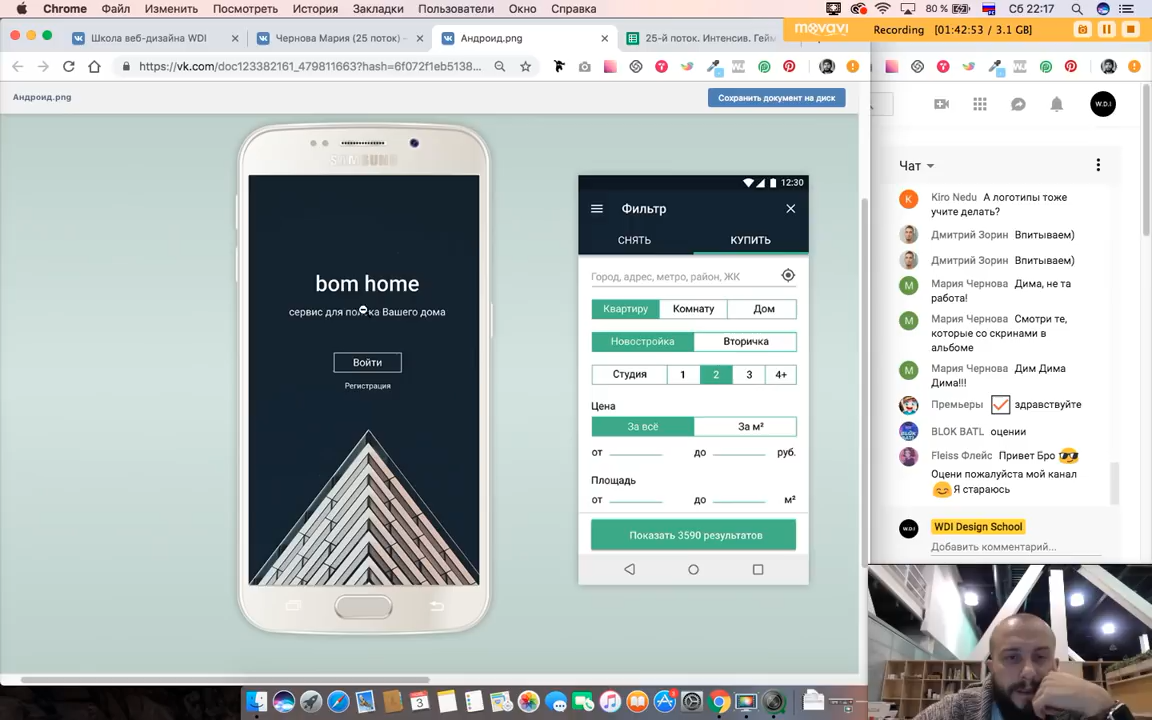 Chrome Файл Изменить Посмотреть История Закладки Пользователи Окно Справка 80 % Сб 22:17
movavi Recording (01:42:53 / 3.1 GB)
Школа веб-дизайна WDI × Чернова Мария (25 поток) - × Андроид.png × 25-й поток. Интенсив. Гейм
https://vk.com/doc123382161_479811663?hash=6f072f1eb5138...
Андроид.png
Сохранить документ на диск
SAMSUNG
bom home
сервис для
Вашего дома
Войти
Регистрация
12:30
Фильтр
СНЯТЬ КУПИТЬ
Город, адрес, метро, район, ЖК
Квартиру Комнату Дом
Новостройка Вторичка
Студия 1 2 3 4+
Цена
За всё За м²
от до руб.
Площадь
от до м²
Показать 3590 результатов
W.D.I
Чат
Kiro Nedu А логотипы тоже
учите делать?
Дмитрий Зорин Впитываем)
Дмитрий Зорин Впитываем)
Мария Чернова Дима, не та
работа!
Мария Чернова Смотри те,
которые со скринами в
альбоме
Мария Чернова Дим Дима
Дима!!!
Премьеры здравствуйте
BLOK BATL оцении
Fleiss Флейс Привет Бро
Оцени пожалуйста мой канал
Я стараюсь
WDI Design School
Добавить комментарий...